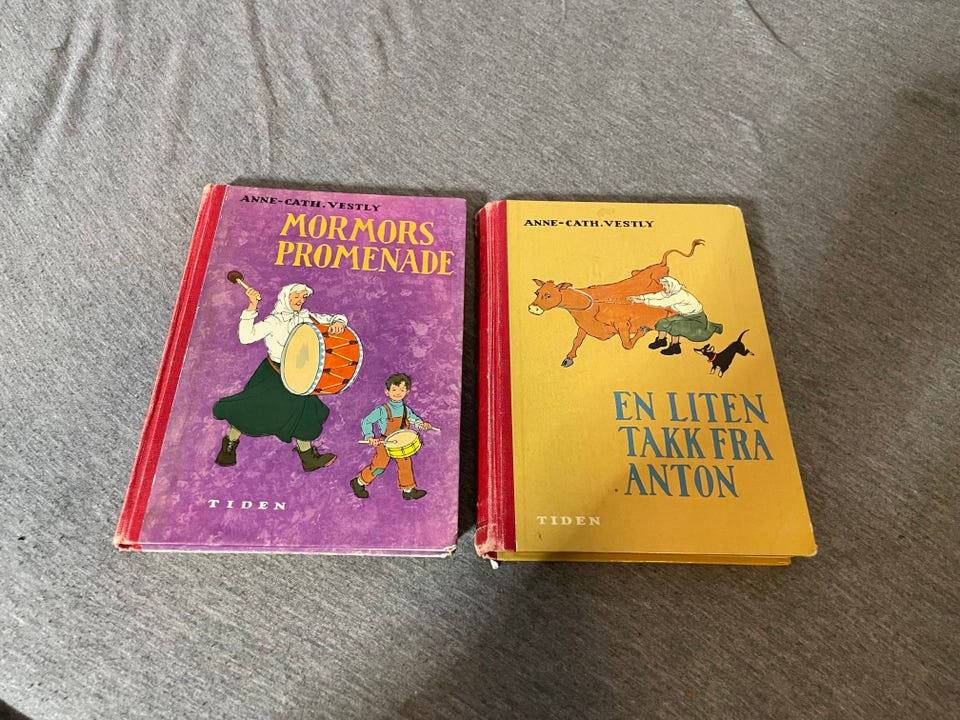 ANNE-CATH. VESTLY
MORMORS
PROMENADE
TIDEN
ANNE-CATH. VESTLY
EN LITEN
TAKK FRA
ANTON
TIDEN